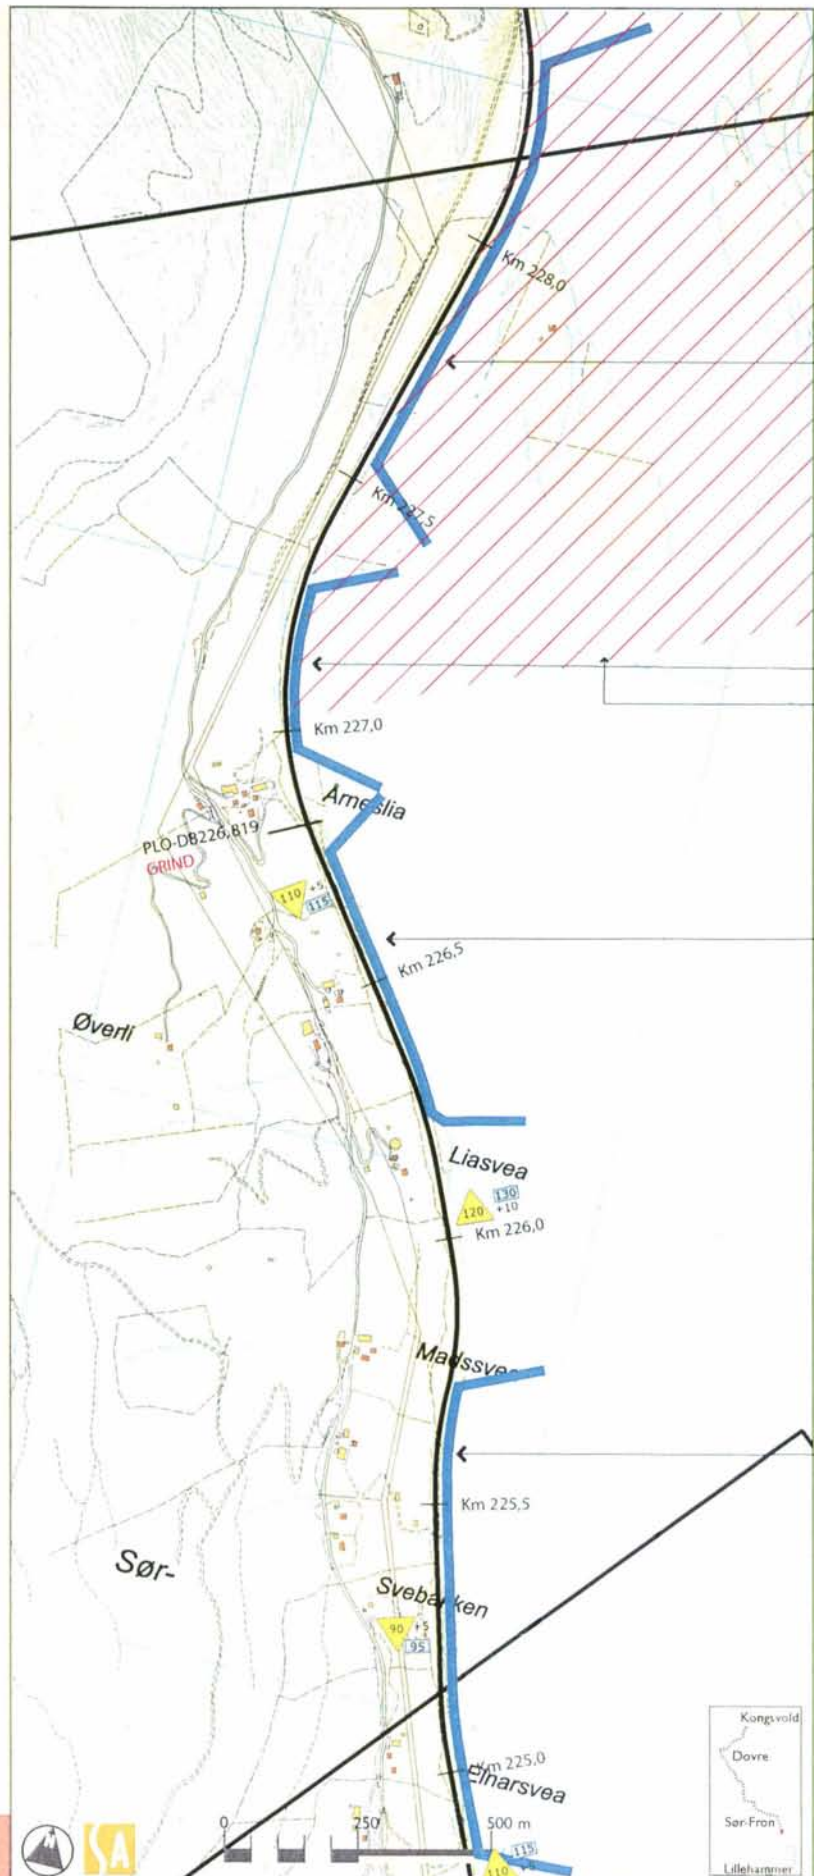 Km 228,0
Km 227,5
Km 227,0
Årneslia
PLO-DB226,819
GRIND
110 +5
115
Km 226,5
Øverli
Liasvea
130
120 +10
Km 226,0
Km 225,5
Sør-
Svebakken
90 +5
95
Km 225,0
Einarsvea
Kongsvold
Dovre
Sør-Fron
Lillehammer
0 250 500 m
SA
115
110